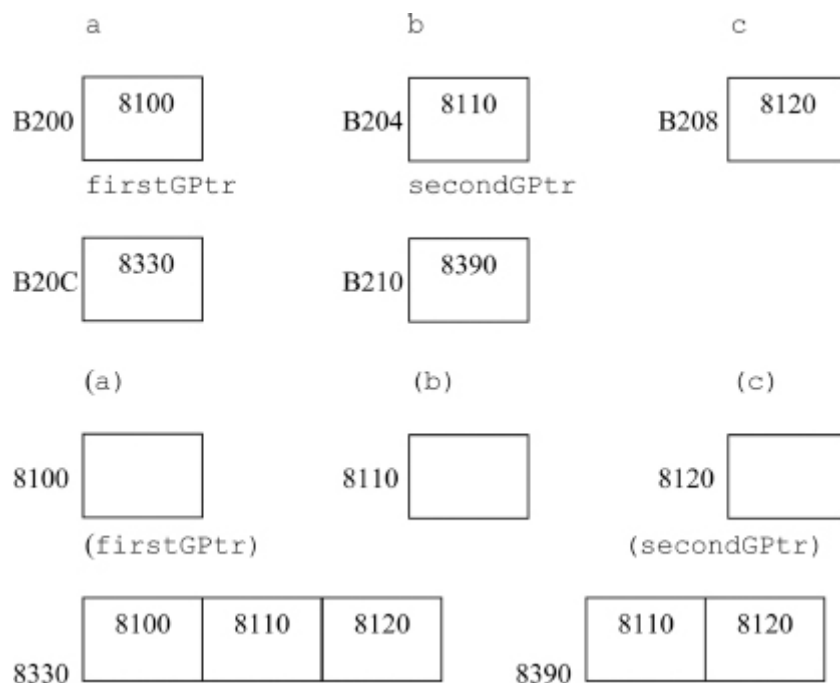 a b c
B200 8100 B204 8110 B208 8120
firstGPtr secondGPtr
B20C 8330 B210 8390
(a) (b) (c)
8100 8110 8120
(firstGPtr) (secondGPtr)
8100 8110 8120 8110 8120
8330 8390